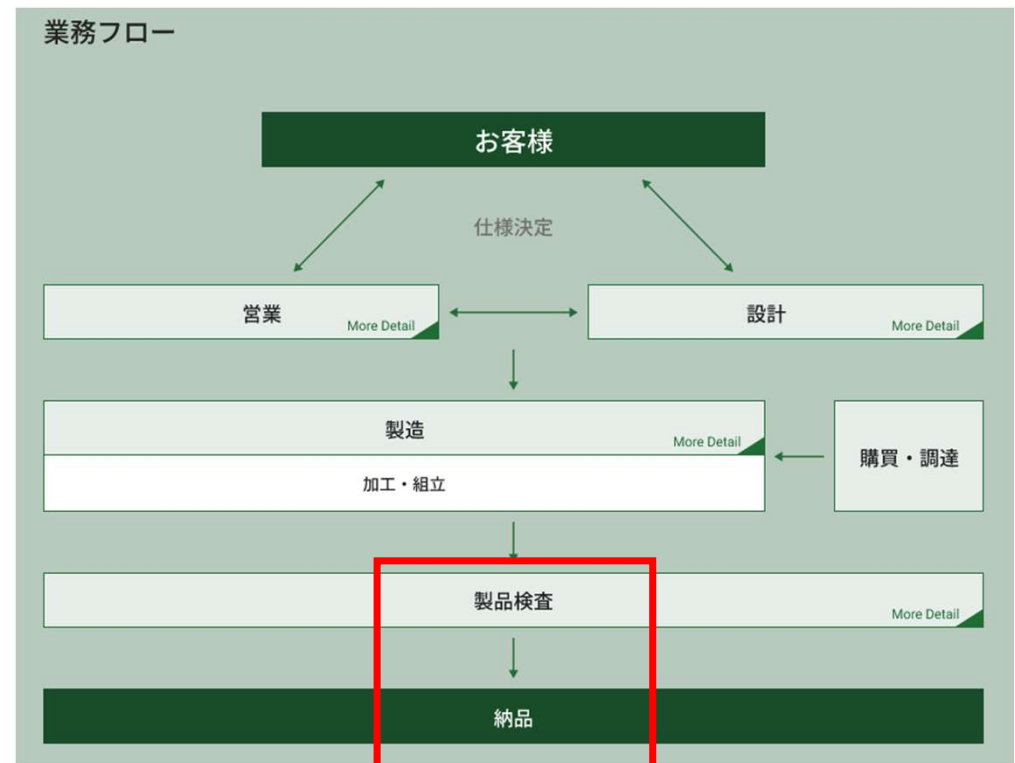 業務フロー
お客様
仕様決定
営業
More Detail
設計
More Detail
製造
More Detail
加工・組立
購買・調達
製品検査
More Detail
納品